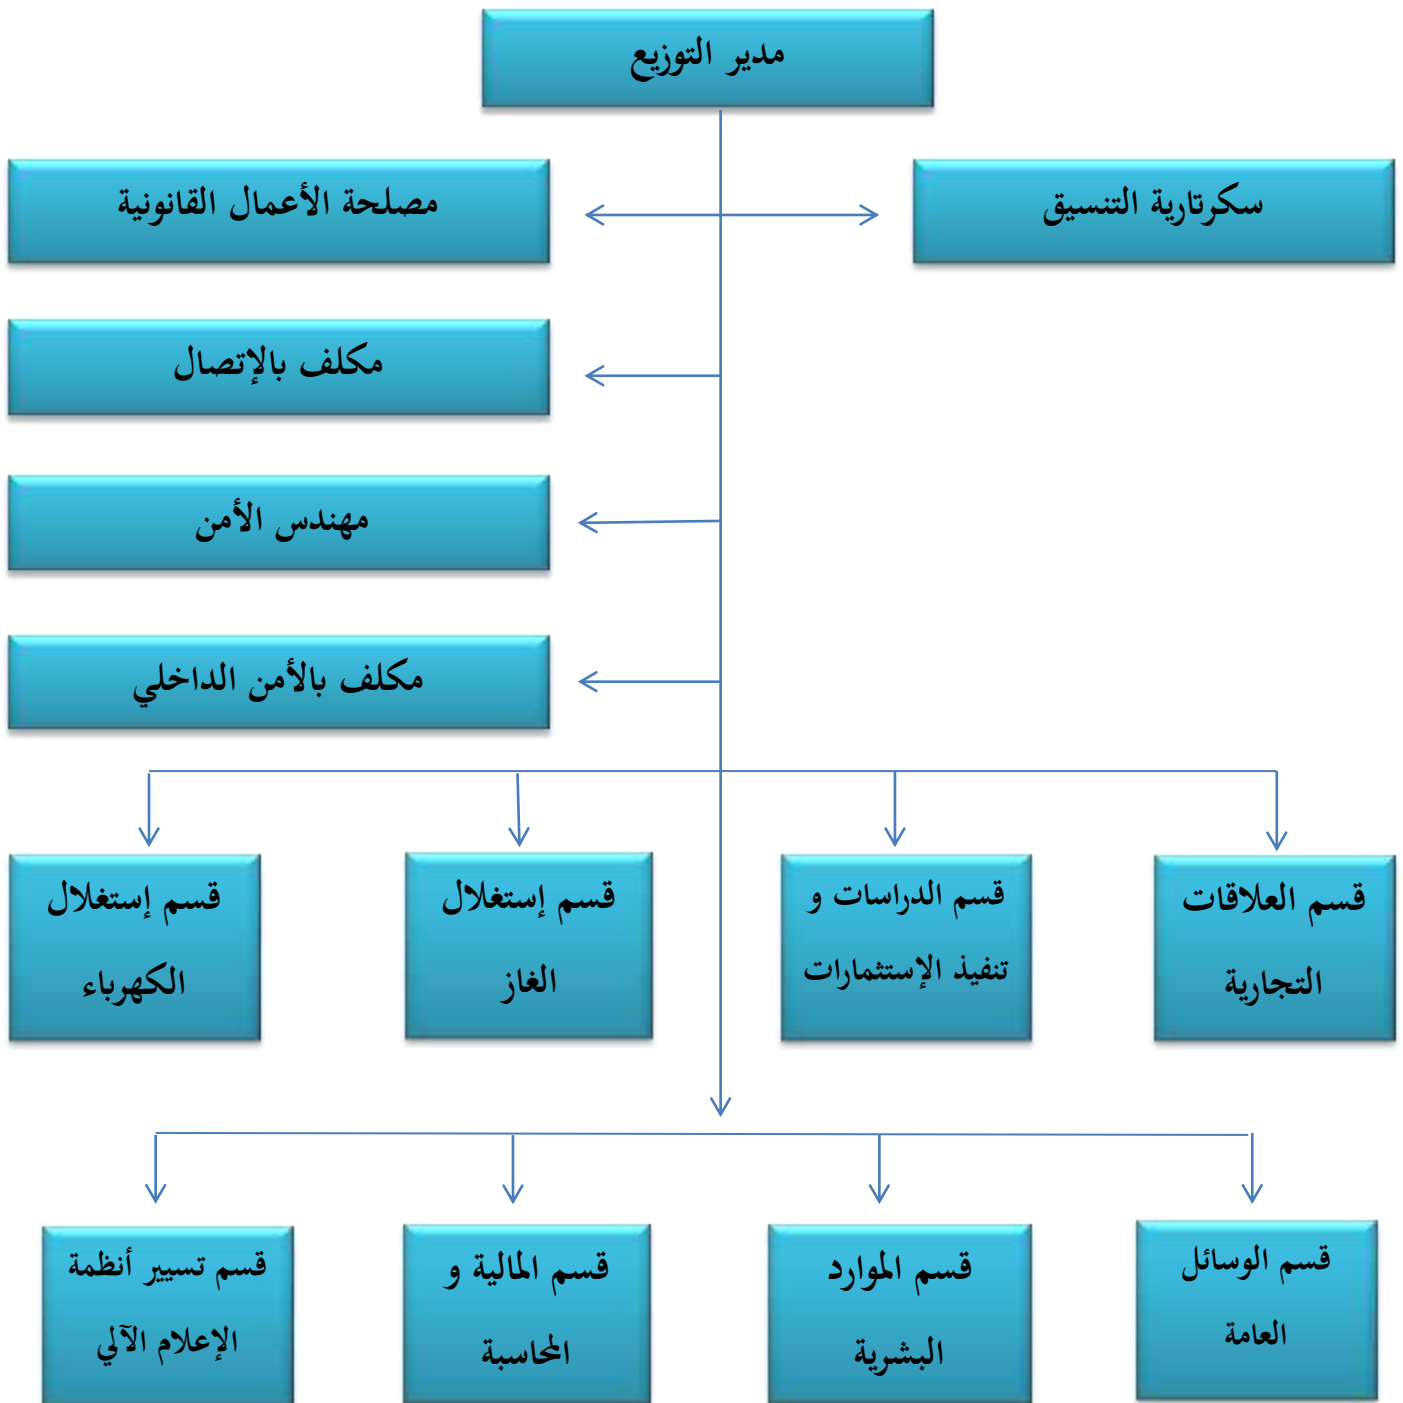 مدير التوزيع
سكرتارية التنسيق
مصلحة الأعمال القانونية
مكلف بالإتصال
مهندس الأمن
مكلف بالأمن الداخلي
قسم العلاقات
التجارية
قسم الدراسات و
تنفيذ الإستثمارات
قسم إستغلال
الغاز
قسم إستغلال
الكهرباء
قسم الوسائل
العامة
قسم الموارد
البشرية
قسم المالية و
المحاسبة
قسم تسيير أنظمة
الإعلام الآلي